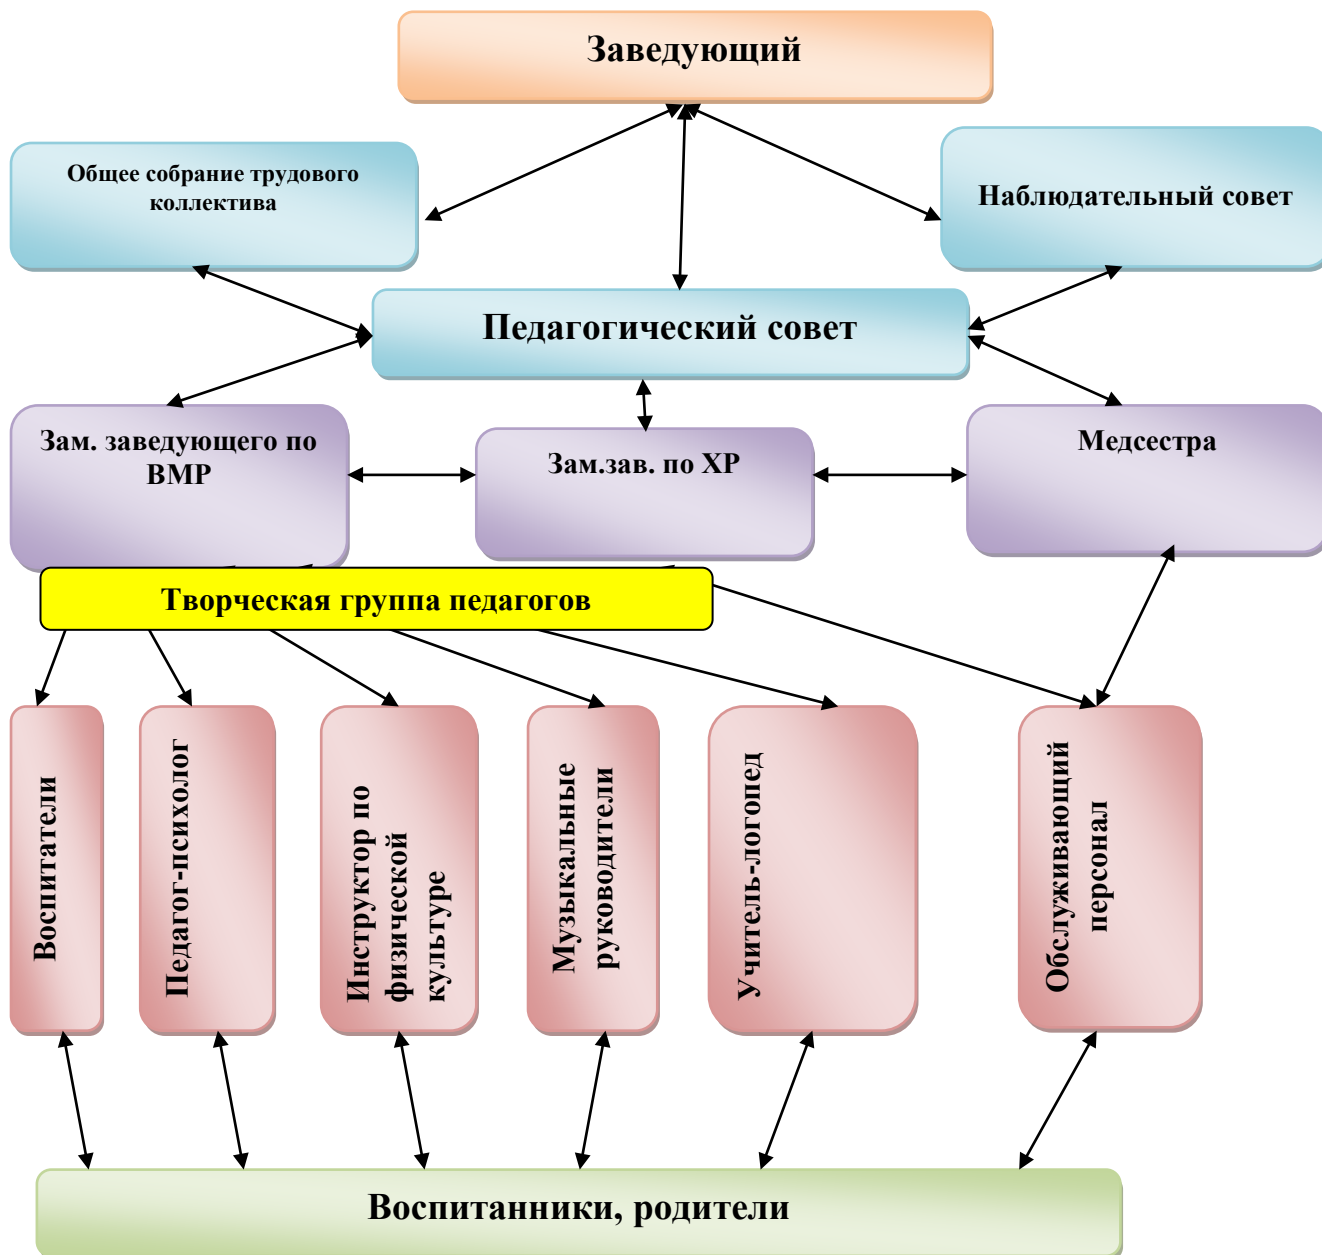 Заведующий
Общее собрание трудового
коллектива
Наблюдательный совет
Педагогический совет
Зам. заведующего по
ВМР
Зам.зав. по ХР
Медсестра
Творческая группа педагогов
Воспитатели
Педагог-психолог
Инструктор по
физической
культуре
Музыкальные
руководители
Учитель-логопед
Обслуживающий
персонал
Воспитанники, родители